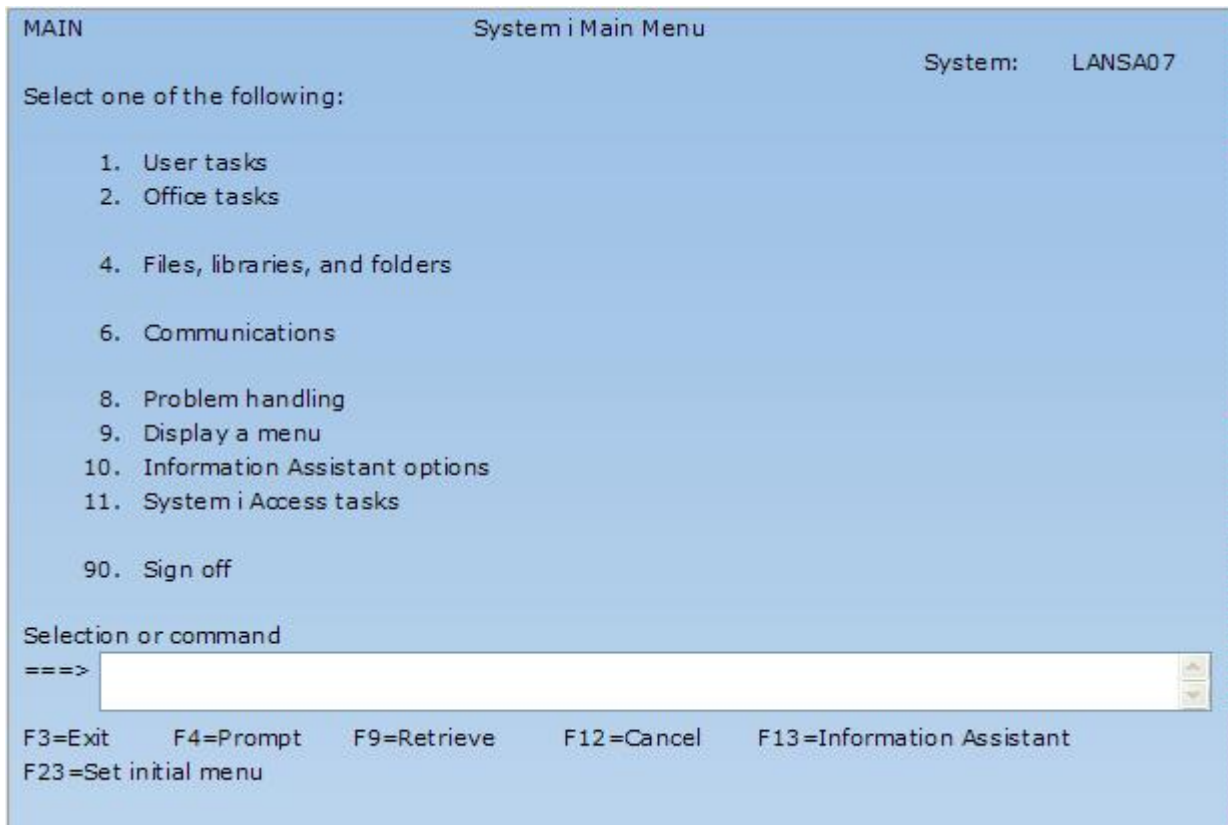 MAIN System i Main Menu
System: LANSA07
Select one of the following:
1. User tasks
2. Office tasks
4. Files, libraries, and folders
6. Communications
8. Problem handling
9. Display a menu
10. Information Assistant options
11. System i Access tasks
90. Sign off
Selection or command
===>
F3=Exit F4=Prompt F9=Retrieve F12=Cancel F13=Information Assistant
F23=Set initial menu